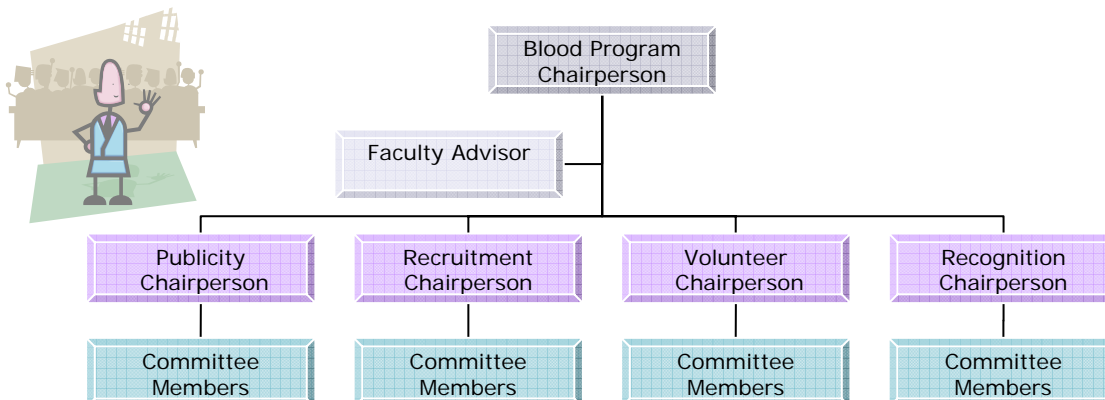 Blood Program
Chairperson
Faculty Advisor
Publicity
Chairperson
Recruitment
Chairperson
Volunteer
Chairperson
Recognition
Chairperson
Committee
Members
Committee
Members
Committee
Members
Committee
Members